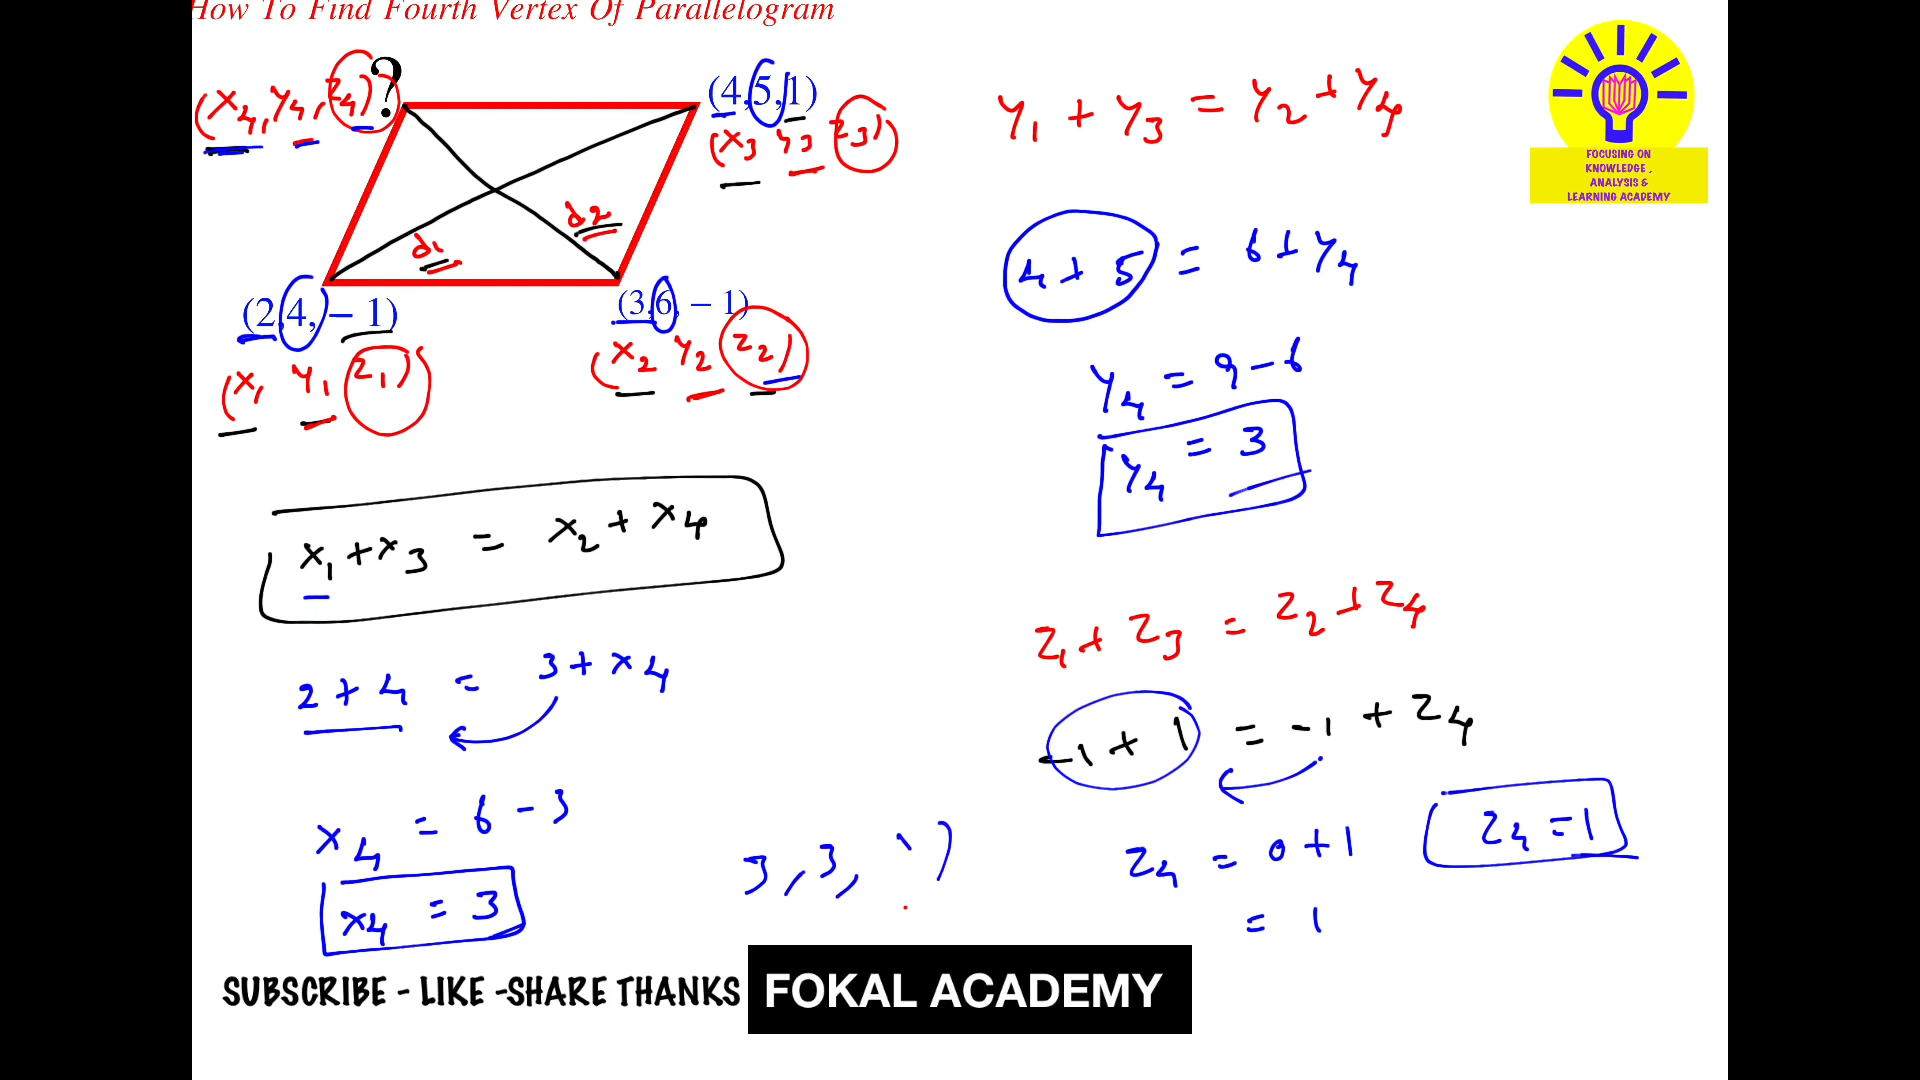 How To Find Fourth Vertex Of Parallelogram
(x4, y4, z4) ?
(4,5,1)
(x3 y3 z3)
d1
d2
(2,4,−1)
(x1 y1 z1)
(3,6,−1)
(x2 y2 z2)
x1+x3 = x2+x4
2+4 = 3+x4
x4 = 6-3
x4 = 3
y1+y3 = y2+y4
4+5 = 6+y4
y4 = 9-6
y4 = 3
z1+z3 = z2+z4
-1+1 = -1+z4
z4 = 0+1
= 1
z4 = 1
3,3,1)
FOCUSING ON
KNOWLEDGE ,
ANALYSIS &
LEARNING ACADEMY
SUBSCRIBE - LIKE -SHARE THANKS
FOKAL ACADEMY